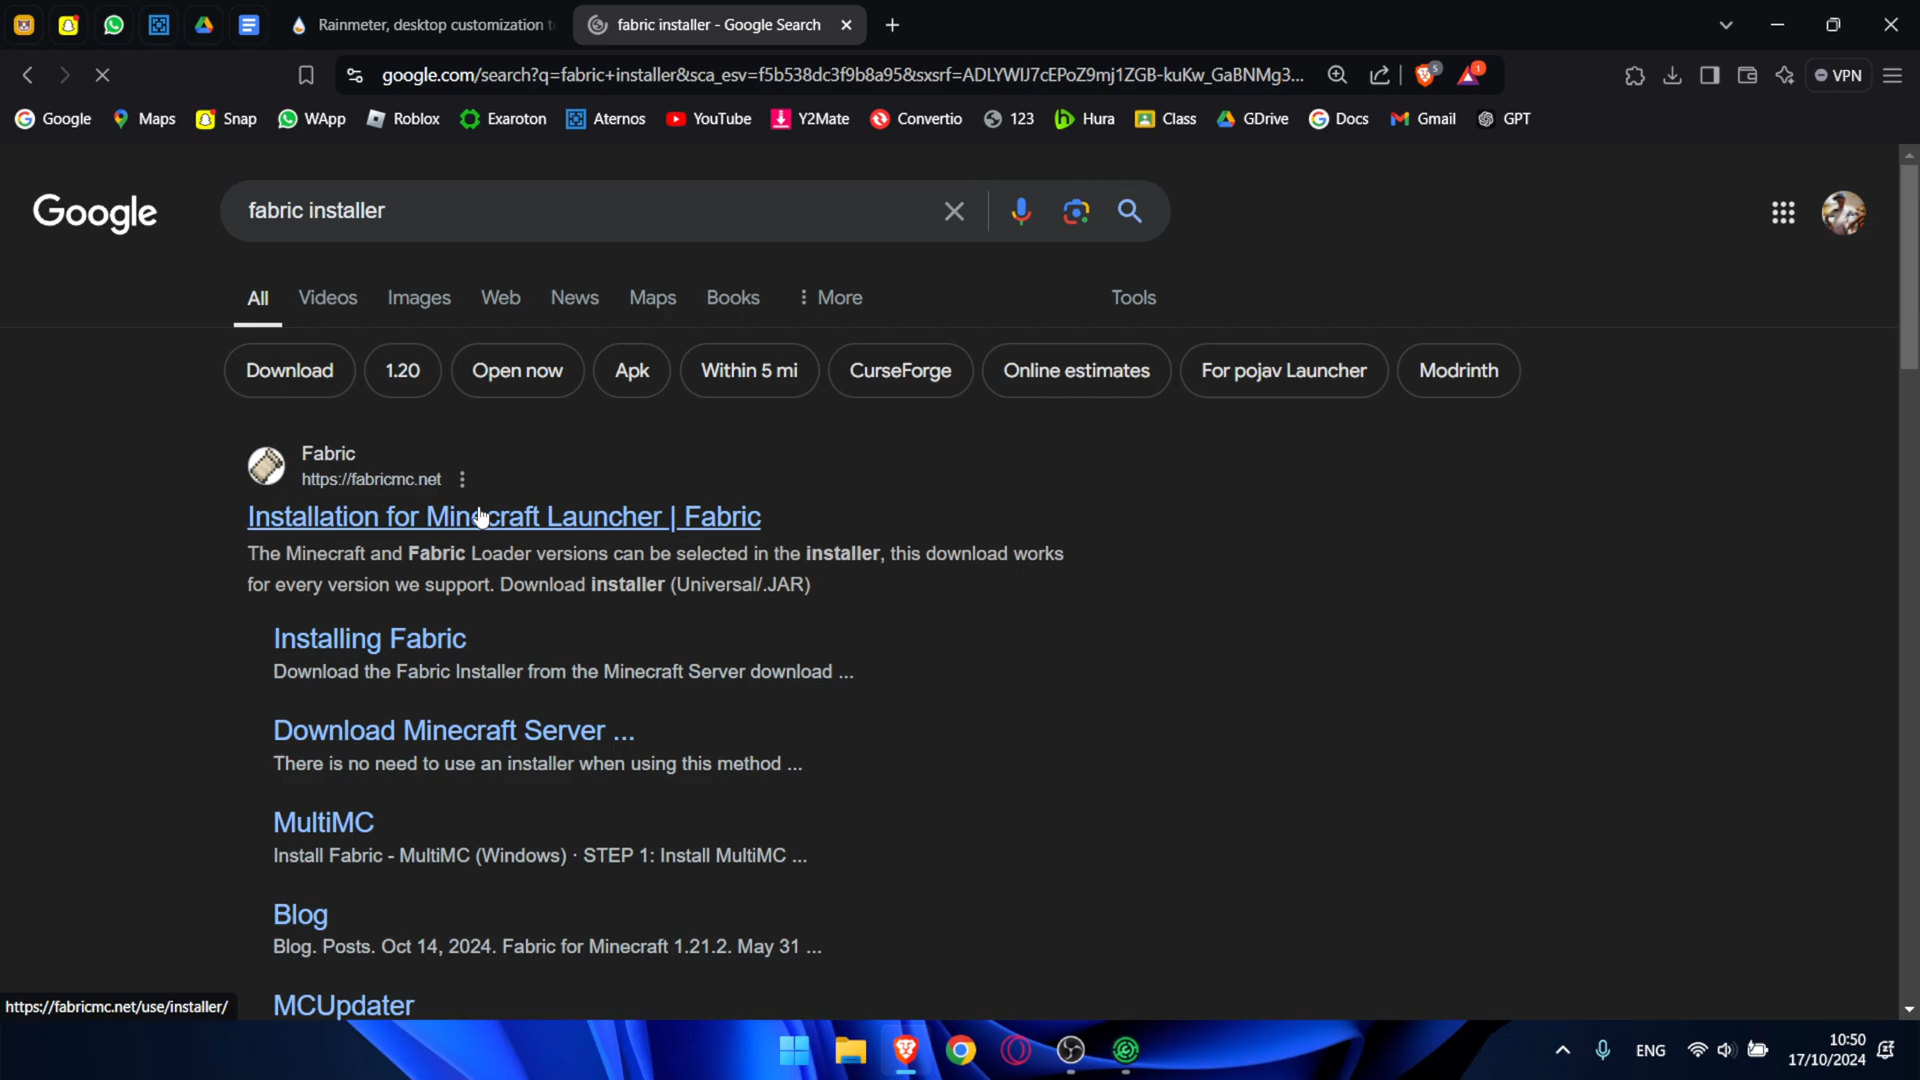 Rainmeter, desktop customization t
fabric installer - Google Search
google.com/search?q=fabric+installer&sca_esv=f5b538dc3f9b8a95&sxsrf=ADLYWIJ7cEPoZ9mj1ZGB-kuKw_GaBNMg3...
5
1
VPN
Google Maps Snap WApp Roblox Exaroton Aternos YouTube Y2Mate Convertio 123 Hura Class GDrive Docs Gmail GPT
Google
fabric installer
All Videos Images Web News Maps Books More Tools
Download 1.20 Open now Apk Within 5 mi CurseForge Online estimates For pojav Launcher Modrinth
Fabric
https://fabricmc.net
Installation for Minecraft Launcher | Fabric
The Minecraft and Fabric Loader versions can be selected in the installer, this download works
for every version we support. Download installer (Universal/.JAR)
Installing Fabric
Download the Fabric Installer from the Minecraft Server download ...
Download Minecraft Server ...
There is no need to use an installer when using this method ...
MultiMC
Install Fabric - MultiMC (Windows) · STEP 1: Install MultiMC ...
Blog
Blog. Posts. Oct 14, 2024. Fabric for Minecraft 1.21.2. May 31 ...
MCUpdater
https://fabricmc.net/use/installer/
ENG
10:50
17/10/2024